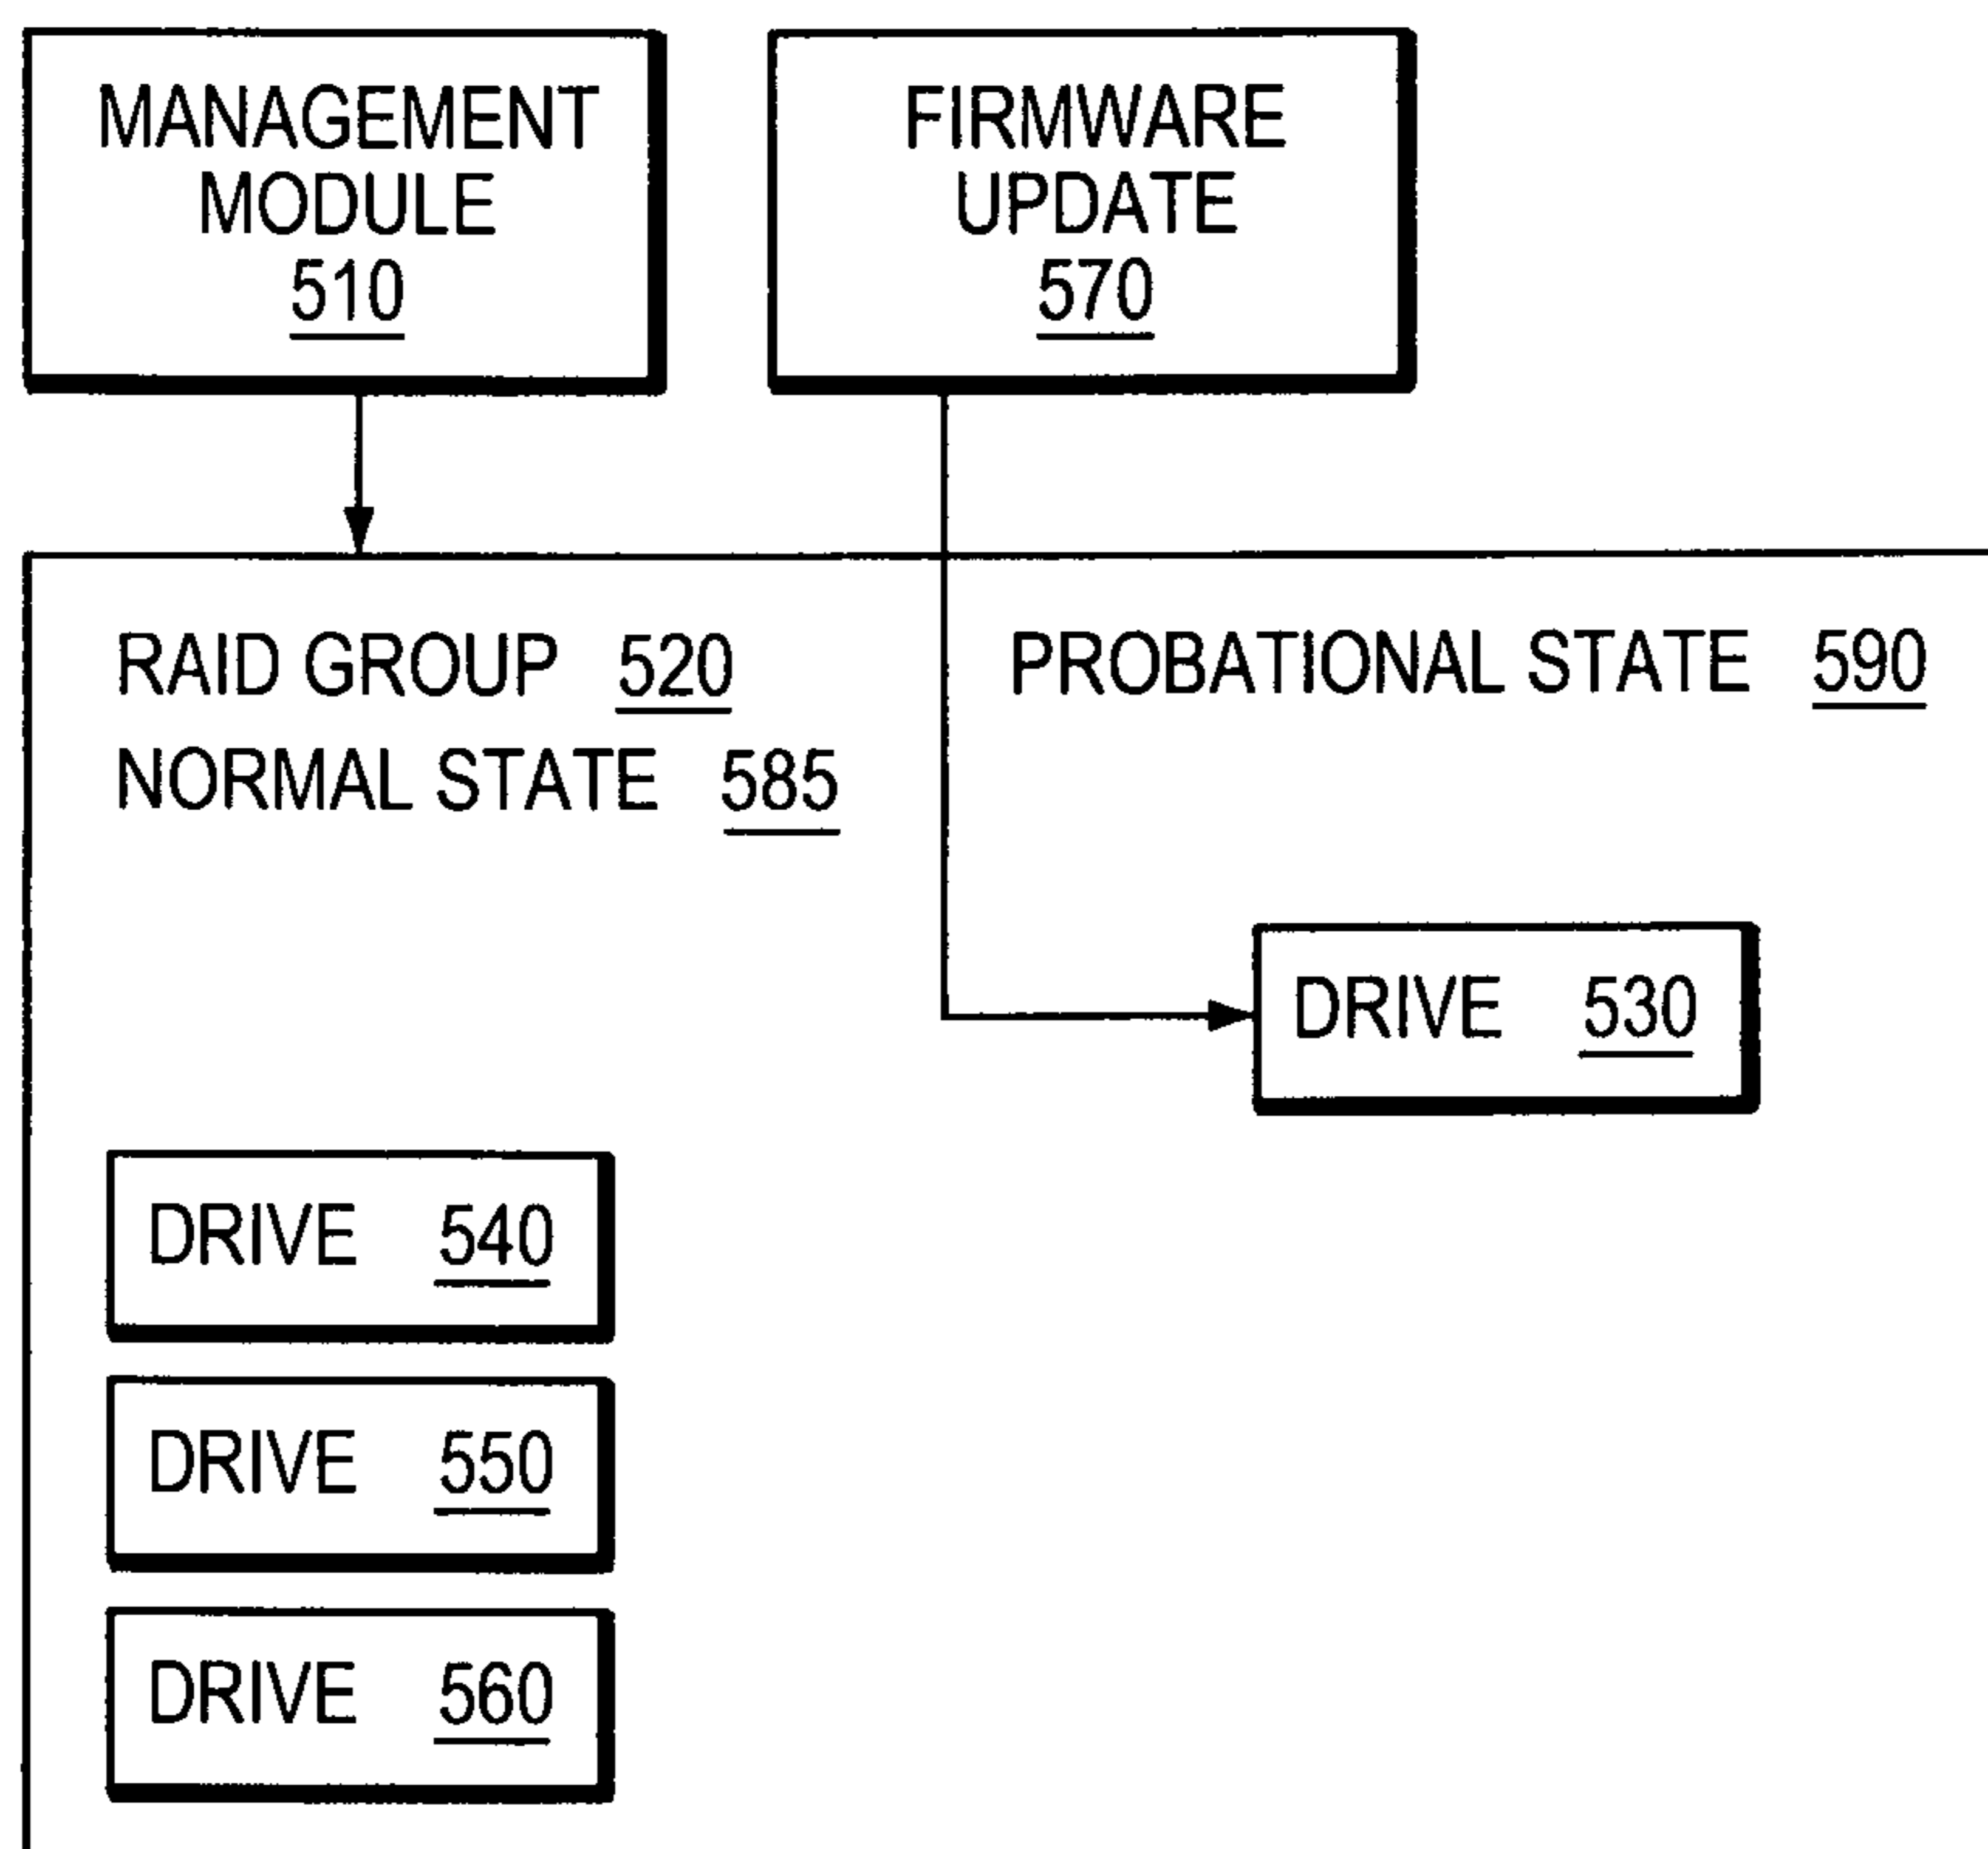 MANAGEMENT
MODULE
510
FIRMWARE
UPDATE
570
RAID GROUP 520
NORMAL STATE 585
PROBATIONAL STATE 590
DRIVE 530
DRIVE 540
DRIVE 550
DRIVE 560